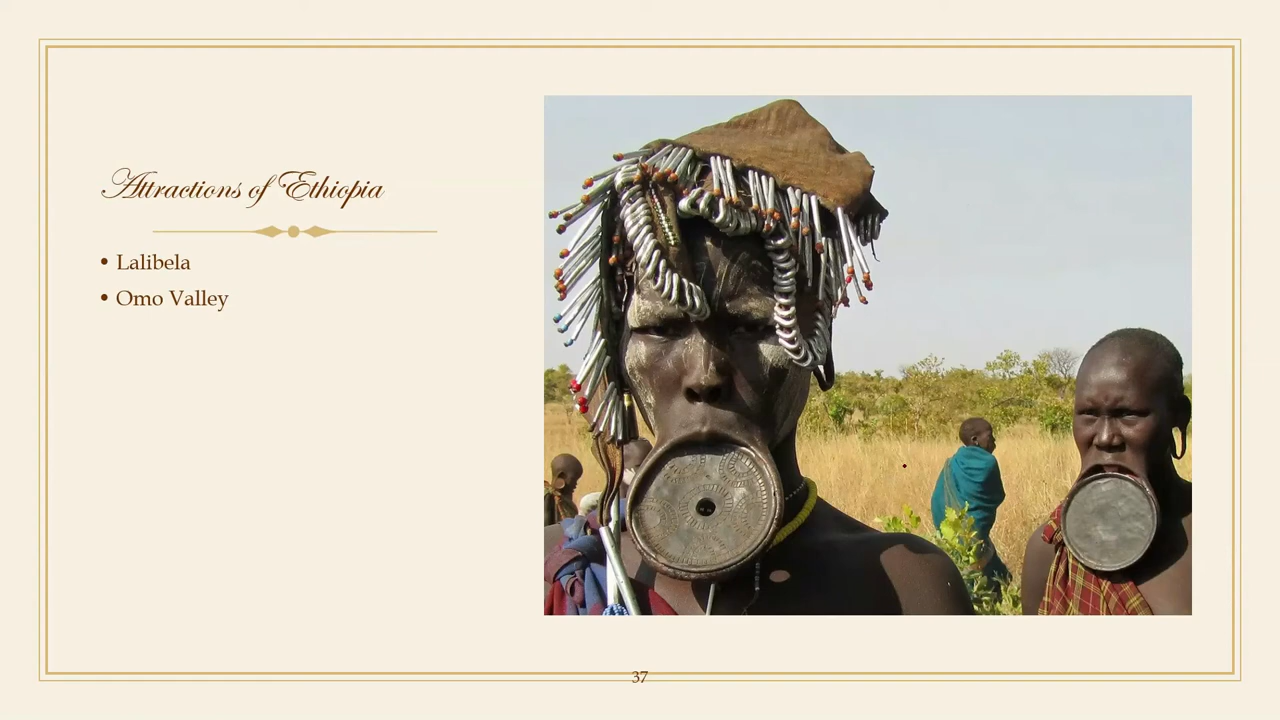 Attractions of Ethiopia
• Lalibela
• Omo Valley
37